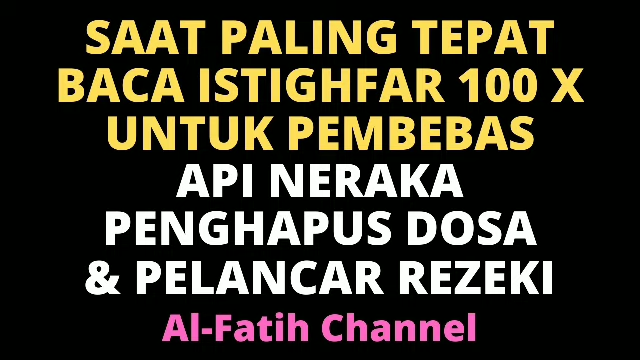 SAAT PALING TEPAT
BACA ISTIGHFAR 100 X
UNTUK PEMBEBAS
API NERAKA
PENGHAPUS DOSA
& PELANCAR REZEKI
Al-Fatih Channel